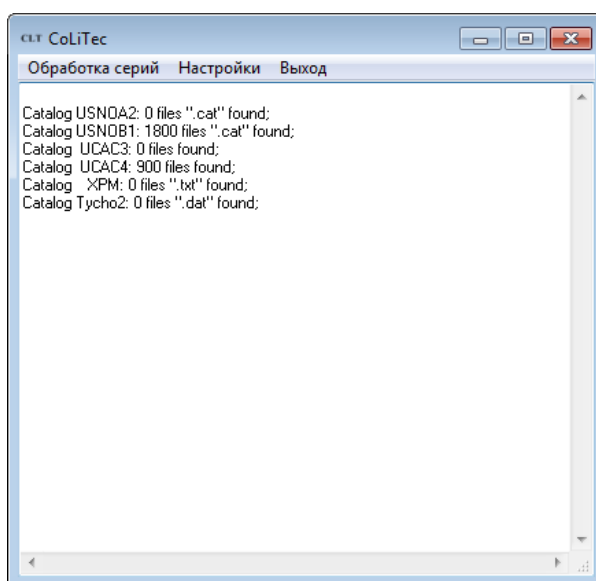 CLT CoLiTec
Обработка серий Настройки Выход
Catalog USNOA2: 0 files ".cat" found;
Catalog USNOB1: 1800 files ".cat" found;
Catalog UCAC3: 0 files found;
Catalog UCAC4: 900 files found;
Catalog XPM: 0 files ".txt" found;
Catalog Tycho2: 0 files ".dat" found;